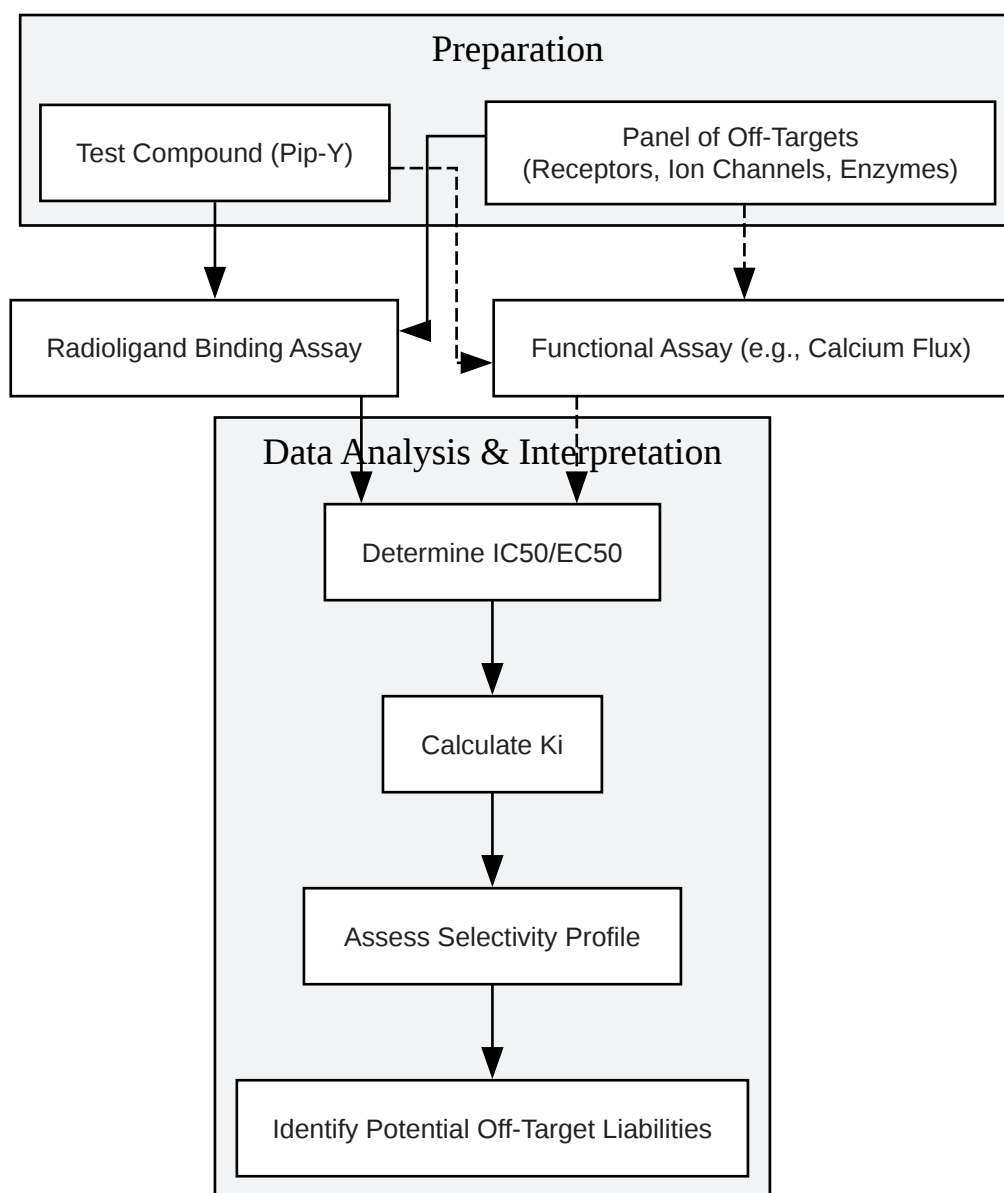 Preparation
Test Compound (Pip-Y)
Panel of Off-Targets
(Receptors, Ion Channels, Enzymes)
Radioligand Binding Assay
Functional Assay (e.g., Calcium Flux)
Data Analysis & Interpretation
Determine IC50/EC50
Calculate Ki
Assess Selectivity Profile
Identify Potential Off-Target Liabilities